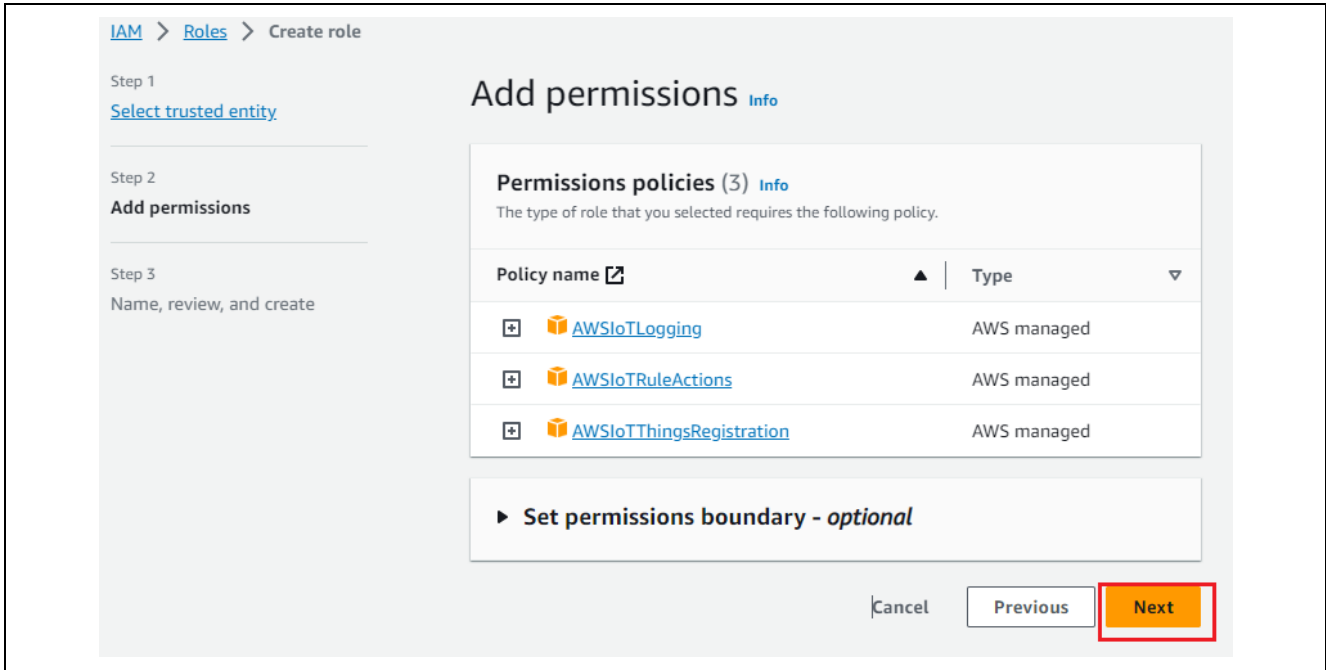 IAM > Roles > Create role
Step 1
Select trusted entity
Step 2
Add permissions
Step 3
Name, review, and create
Add permissions Info
Permissions policies (3) Info
The type of role that you selected requires the following policy.
Policy name Type
AWSIoTLogging AWS managed
AWSIoTRuleActions AWS managed
AWSIoTThingsRegistration AWS managed
Set permissions boundary - optional
Cancel Previous Next